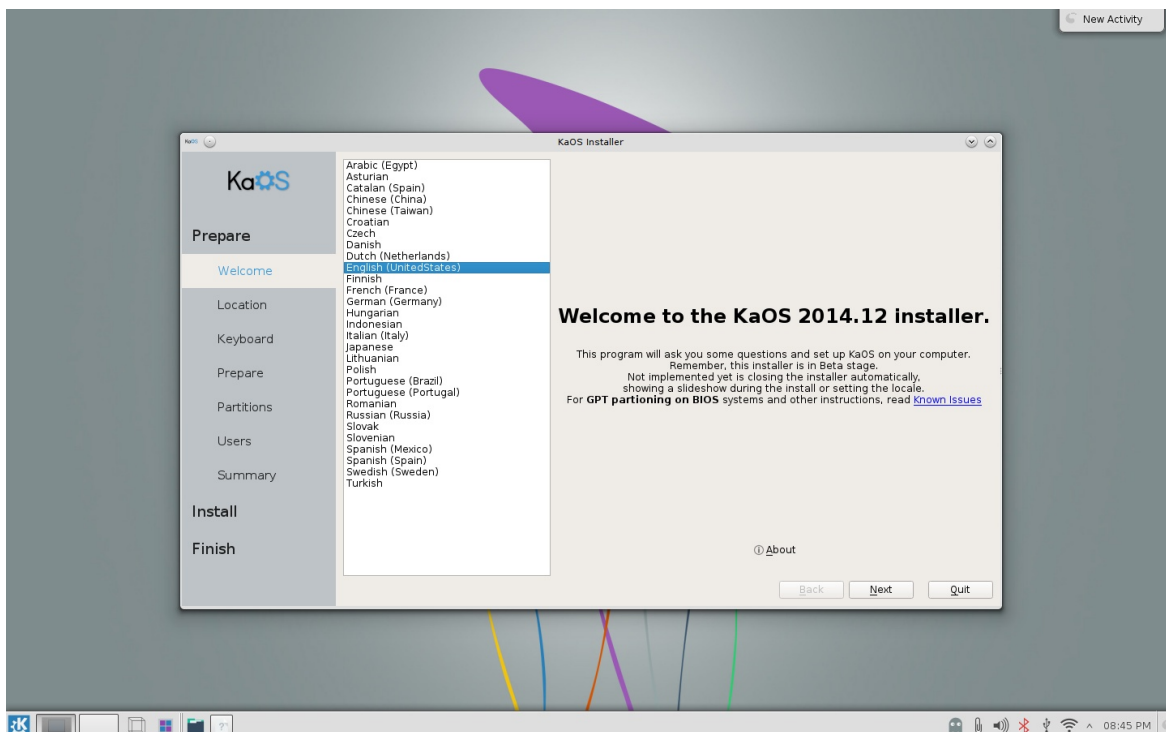 New Activity
KaOS Installer
KaOS
Prepare
Welcome
Location
Keyboard
Prepare
Partitions
Users
Summary
Install
Finish
Arabic (Egypt)
Asturian
Catalan (Spain)
Chinese (China)
Chinese (Taiwan)
Croatian
Czech
Danish
Dutch (Netherlands)
English (UnitedStates)
Finnish
French (France)
German (Germany)
Hungarian
Indonesian
Italian (Italy)
Japanese
Lithuanian
Polish
Portuguese (Brazil)
Portuguese (Portugal)
Romanian
Russian (Russia)
Slovak
Slovenian
Spanish (Mexico)
Spanish (Spain)
Swedish (Sweden)
Turkish
Welcome to the KaOS 2014.12 installer.
This program will ask you some questions and set up KaOS on your computer.
Remember, this installer is in Beta stage.
Not implemented yet is closing the installer automatically,
showing a slideshow during the install or setting the locale.
For GPT partioning on BIOS systems and other instructions, read Known Issues
About
Back Next Quit
08:45 PM